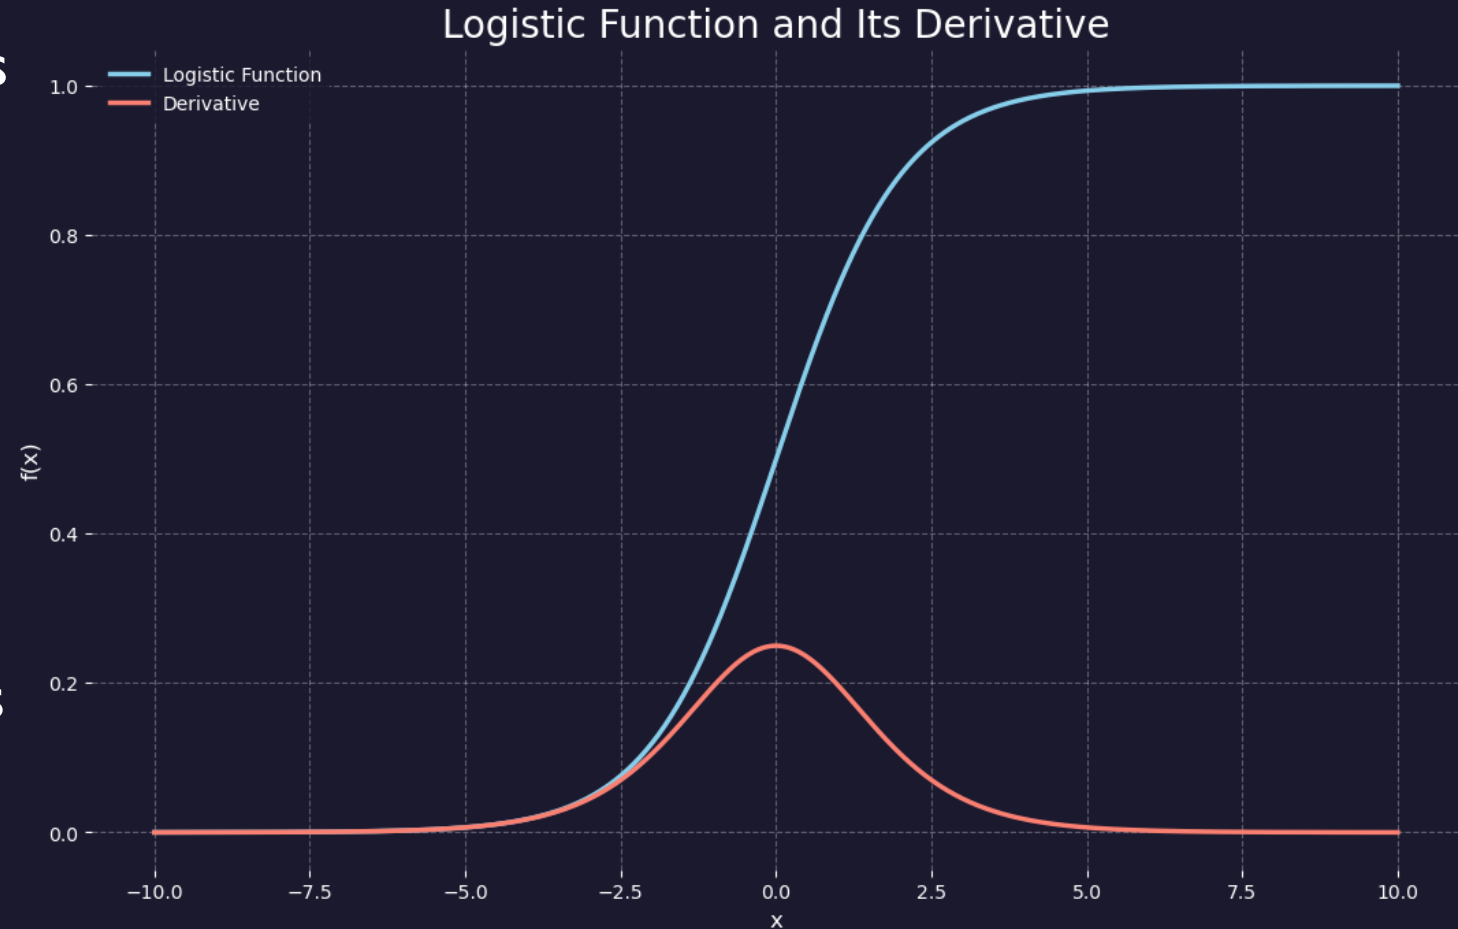 Logistic Function and Its Derivative
s
Logistic Function
Derivative
1.0
0.8
0.6
f(x)
0.4
s
0.2
0.0
−10.0 −7.5 −5.0 −2.5 0.0 2.5 5.0 7.5 10.0
x